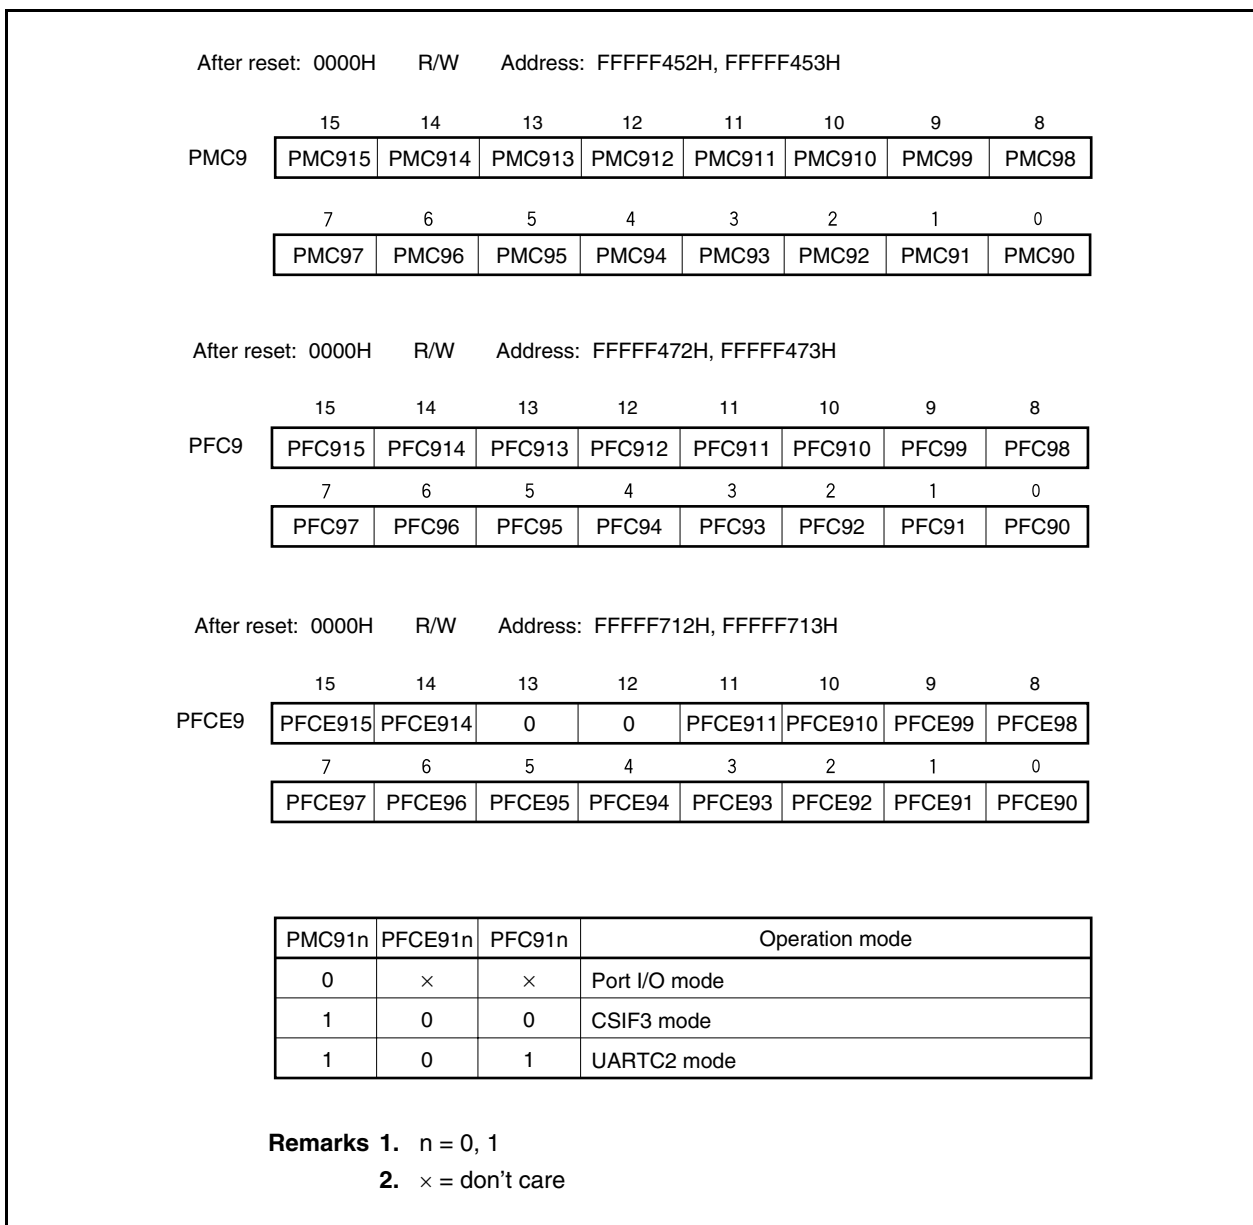 After reset: 0000H R/W Address: FFFFF452H, FFFFF453H
15 14 13 12 11 10 9 8
PMC9 PMC915 PMC914 PMC913 PMC912 PMC911 PMC910 PMC99 PMC98
7 6 5 4 3 2 1 0
PMC97 PMC96 PMC95 PMC94 PMC93 PMC92 PMC91 PMC90
After reset: 0000H R/W Address: FFFFF472H, FFFFF473H
15 14 13 12 11 10 9 8
PFC9 PFC915 PFC914 PFC913 PFC912 PFC911 PFC910 PFC99 PFC98
7 6 5 4 3 2 1 0
PFC97 PFC96 PFC95 PFC94 PFC93 PFC92 PFC91 PFC90
After reset: 0000H R/W Address: FFFFF712H, FFFFF713H
15 14 13 12 11 10 9 8
PFCE9 PFCE915 PFCE914 0 0 PFCE911 PFCE910 PFCE99 PFCE98
7 6 5 4 3 2 1 0
PFCE97 PFCE96 PFCE95 PFCE94 PFCE93 PFCE92 PFCE91 PFCE90
PMC91n PFCE91n PFC91n Operation mode
0 × × Port I/O mode
1 0 0 CSIF3 mode
1 0 1 UARTC2 mode
Remarks 1. n = 0, 1
2. × = don't care